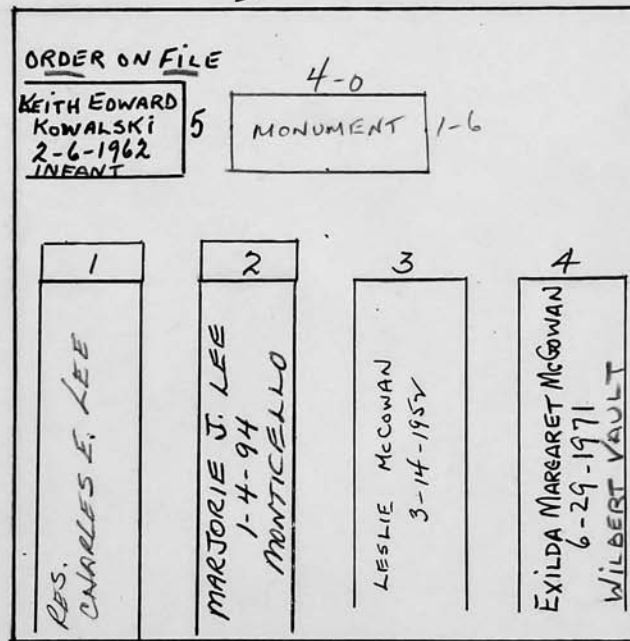 ORDER ON FILE
KEITH EDWARD
KOWALSKI
2-6-1962
INFANT
5
4-0
MONUMENT
1-6
1
RES.
CHARLES E. LEE
2
MARJORIE J. LEE
1-4-94
MONTICELLO
3
LESLIE McCOWAN
3-14-1952
4
EXILDA MARGARET McGOWAN
6-29-1971
WILBERT VAULT